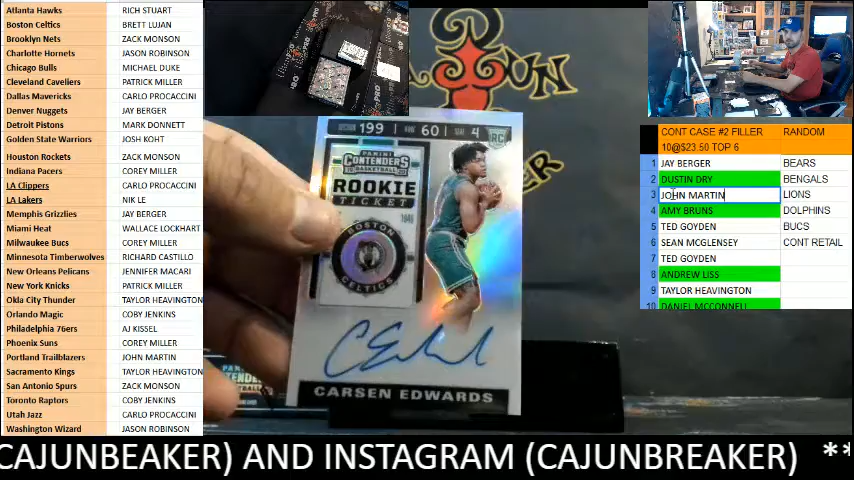 Atlanta Hawks RICH STUART
Boston Celtics BRETT LUJAN
Brooklyn Nets ZACK MONSON
Charlotte Hornets JASON ROBINSON
Chicago Bulls MICHAEL DUKE
Cleveland Caveliers PATRICK MILLER
Dallas Mavericks CARLO PROCACCINI
Denver Nuggets JAY BERGER
Detroit Pistons MARK DONNETT
Golden State Warriors JOSH KOHT
Houston Rockets ZACK MONSON
Indiana Pacers COREY MILLER
LA Clippers CARLO PROCACCINI
LA Lakers NIK LE
Memphis Grizzlies JAY BERGER
Miami Heat WALLACE LOCKHART
Milwaukee Bucs COREY MILLER
Minnesota Timberwolves RICHARD CASTILLO
New Orleans Pelicans JENNIFER MACARI
New York Knicks PATRICK MILLER
Okla City Thunder TAYLOR HEAVINGTON
Orlando Magic COBY JENKINS
Philadelphia 76ers AJ KISSEL
Phoenix Suns COREY MILLER
Portland Trailblazers JOHN MARTIN
Sacramento Kings TAYLOR HEAVINGTON
San Antonio Spurs ZACK MONSON
Toronto Raptors COBY JENKINS
Utah Jazz CARLO PROCACCINI
Washington Wizard JASON ROBINSON
199 60 4 RC
PANINI
CONTENDERS
BASKETBALL
ROOKIE
TICKET
BOSTON
CELTICS
CARSEN EDWARDS
CONT CASE #2 FILLER RANDOM
10@$23.50 TOP 6
1 JAY BERGER BEARS
2 DUSTIN DRY BENGALS
3 JOHN MARTIN LIONS
4 AMY BRUNS DOLPHINS
5 TED GOYDEN BUCS
6 SEAN MCGLENSEY CONT RETAIL
7 TED GOYDEN
8 ANDREW LISS
9 TAYLOR HEAVINGTON
10 DANIEL MCCONNELL
CAJUNBEAKER) AND INSTAGRAM (CAJUNBREAKER) **